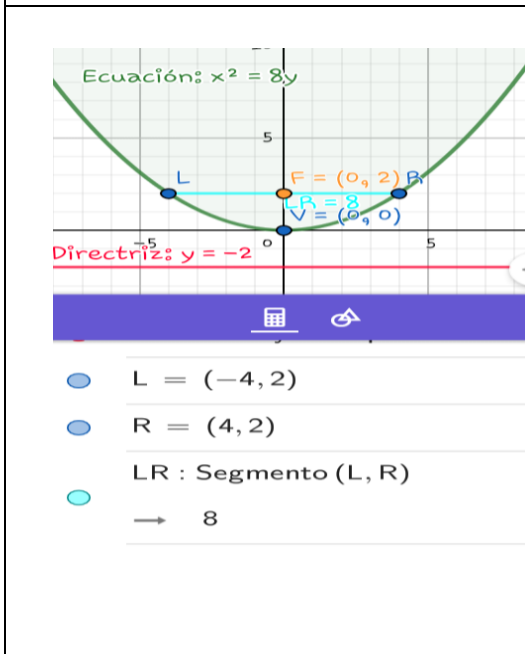 Ecuación: x² = 8y
5
L
F = (0, 2) R
LR = 8
V = (0, 0)
-5
0
5
Directriz: y = -2
L = (-4, 2)
R = (4, 2)
LR : Segmento (L, R)
→ 8